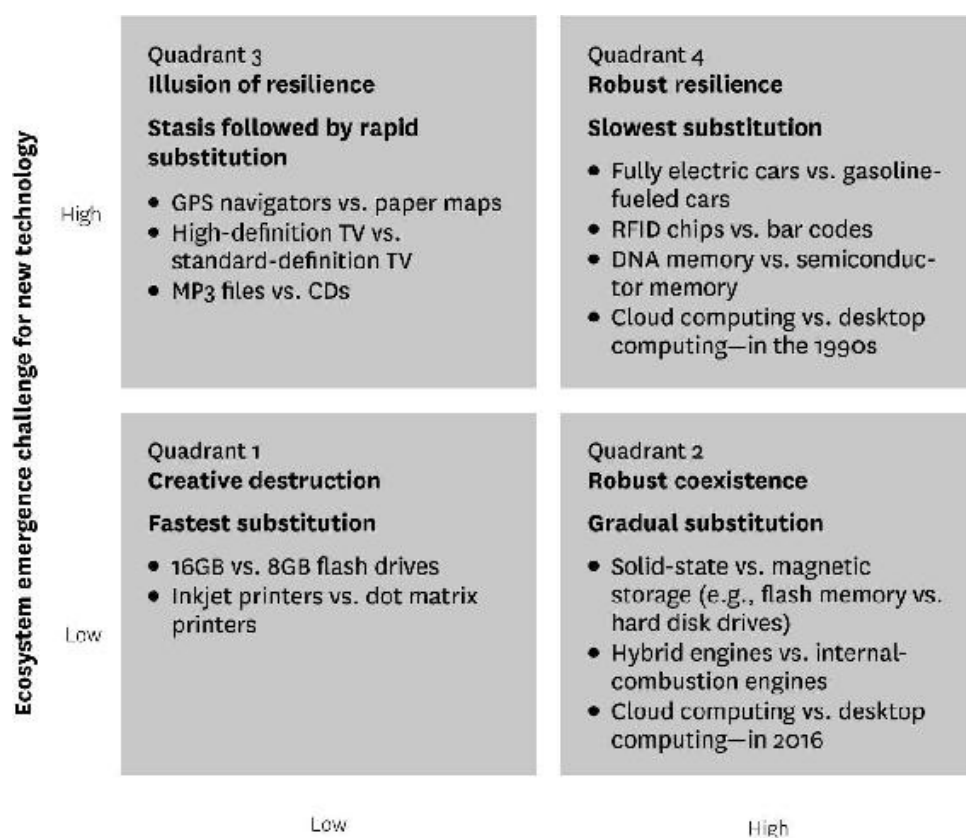 Ecosystem emergence challenge for new technology
High
Quadrant 3
Illusion of resilience
Stasis followed by rapid
substitution
• GPS navigators vs. paper maps
• High-definition TV vs.
standard-definition TV
• MP3 files vs. CDs
Quadrant 4
Robust resilience
Slowest substitution
• Fully electric cars vs. gasoline-
fueled cars
• RFID chips vs. bar codes
• DNA memory vs. semiconduc-
tor memory
• Cloud computing vs. desktop
computing—in the 1990s
Low
Quadrant 1
Creative destruction
Fastest substitution
• 16GB vs. 8GB flash drives
• Inkjet printers vs. dot matrix
printers
Quadrant 2
Robust coexistence
Gradual substitution
• Solid-state vs. magnetic
storage (e.g., flash memory vs.
hard disk drives)
• Hybrid engines vs. internal-
combustion engines
• Cloud computing vs. desktop
computing—in 2016
Low
High